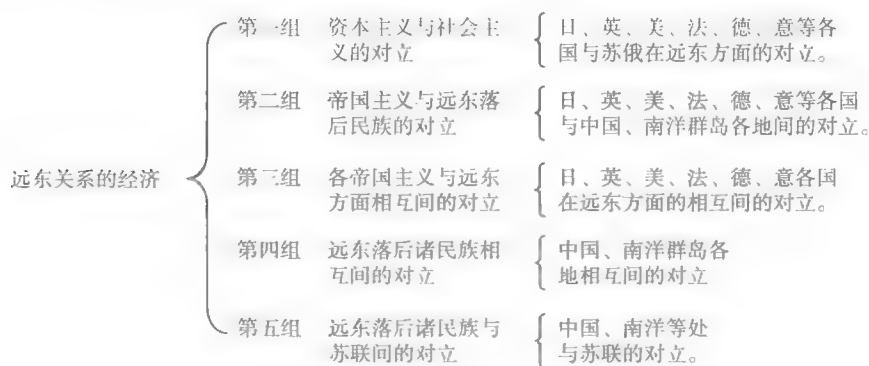 第一组 资本主义与社会主 日、英、美、法、德、意等各
义的对立 国与苏俄在远东方面的对立。
第二组 帝国主义与远东落 日、英、美、法、德、意等各国
后民族的对立 与中国、南洋群岛各地间的对立。
远东关系的经济
第三组 各帝国主义与远东 日、英、美、法、德、意各国
方面相互间的对立 在远东方面的相互间的对立。
第四组 远东落后诸民族相 中国、南洋群岛各
互间的对立 地相互间的对立
第五组 远东落后诸民族与 中国、南洋等处
苏联间的对立 与苏联的对立。